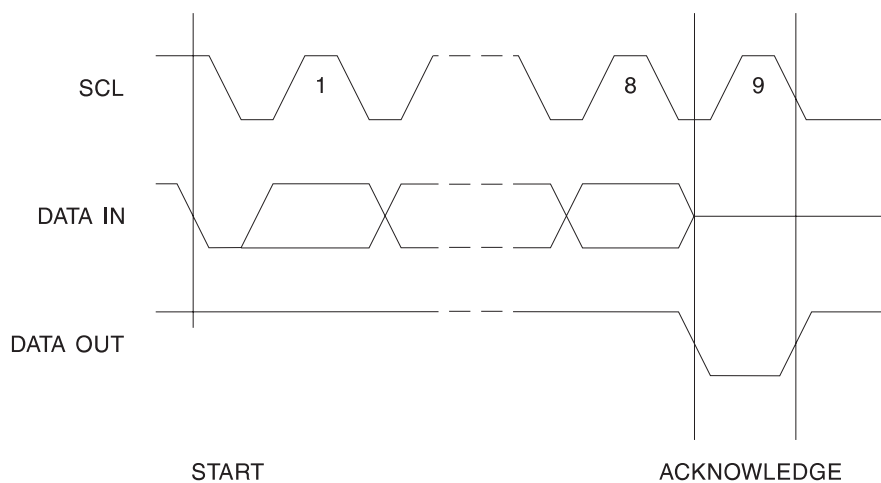 SCL
1
8
9
DATA IN
DATA OUT
START
ACKNOWLEDGE